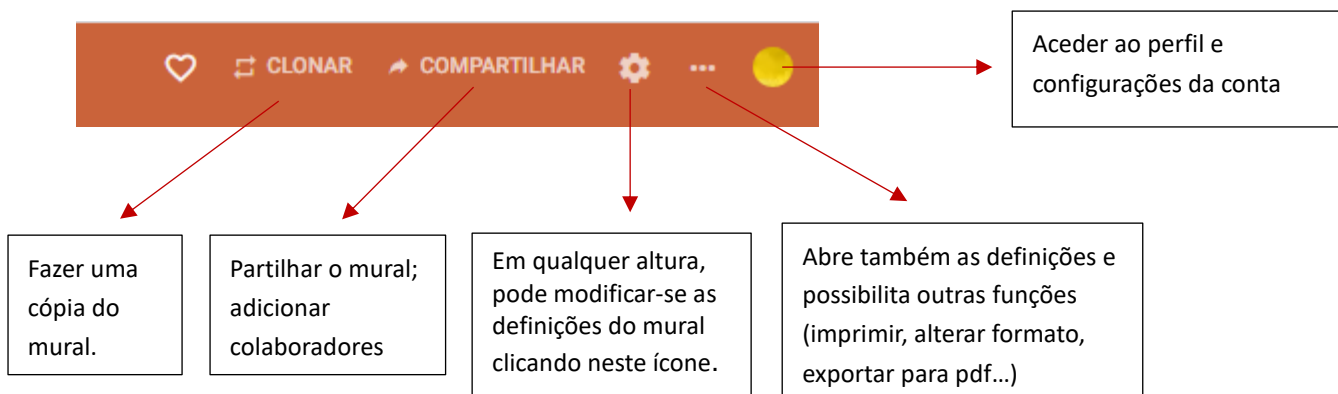 CLONAR
COMPARTILHAR
Aceder ao perfil e
configurações da conta
Fazer uma
cópia do
mural.
Partilhar o mural;
adicionar
colaboradores
Em qualquer altura,
pode modificar-se as
definições do mural
clicando neste ícone.
Abre também as definições e
possibilita outras funções
(imprimir, alterar formato,
exportar para pdf…)